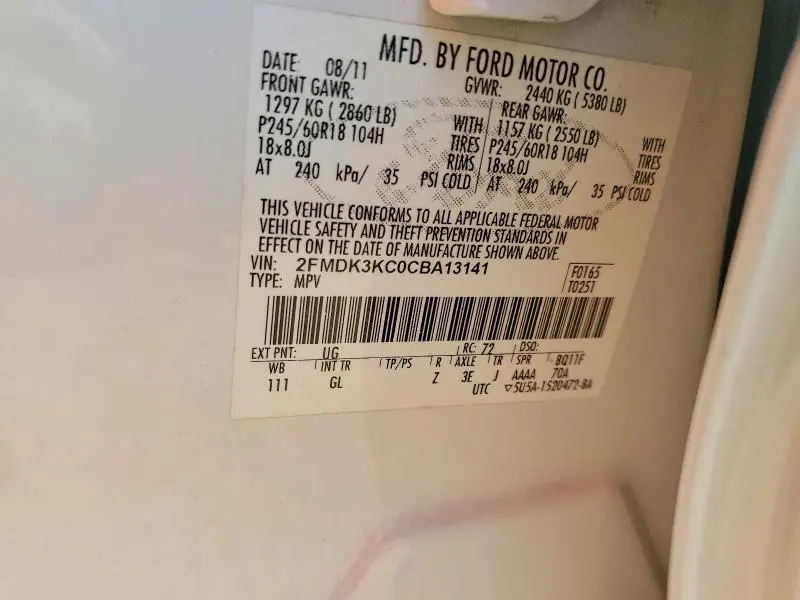 MFD. BY FORD MOTOR CO.
DATE: 08/11 GVWR: 2440 KG ( 5380 LB)
FRONT GAWR: REAR GAWR:
1297 KG ( 2860 LB) WITH 1157 KG ( 2550 LB) WITH
P245/60R18 104H TIRES P245/60R18 104H TIRES
18x8.0J RIMS 18x8.0J RIMS
AT 240 kPa/ 35 PSI COLD AT 240 kPa/ 35 PSI COLD
THIS VEHICLE CONFORMS TO ALL APPLICABLE FEDERAL MOTOR
VEHICLE SAFETY AND THEFT PREVENTION STANDARDS IN
EFFECT ON THE DATE OF MANUFACTURE SHOWN ABOVE.
VIN: 2FMDK3KC0CBA13141 F0165
TYPE: MPV T0251
EXT PNT: UG RC: 72 DSO:
WB INT TR TP/PS R AXLE TR SPR BQ11F
111 GL Z 3E J AAAA 70A
UTC ▽5U5A-1520472-BA